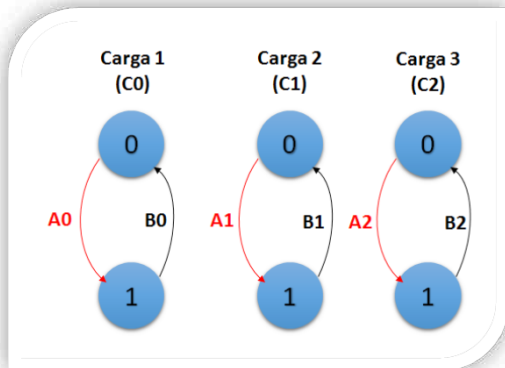 Carga 1
(C0)
Carga 2
(C1)
Carga 3
(C2)
0
0
0
A0
B0
A1
B1
A2
B2
1
1
1